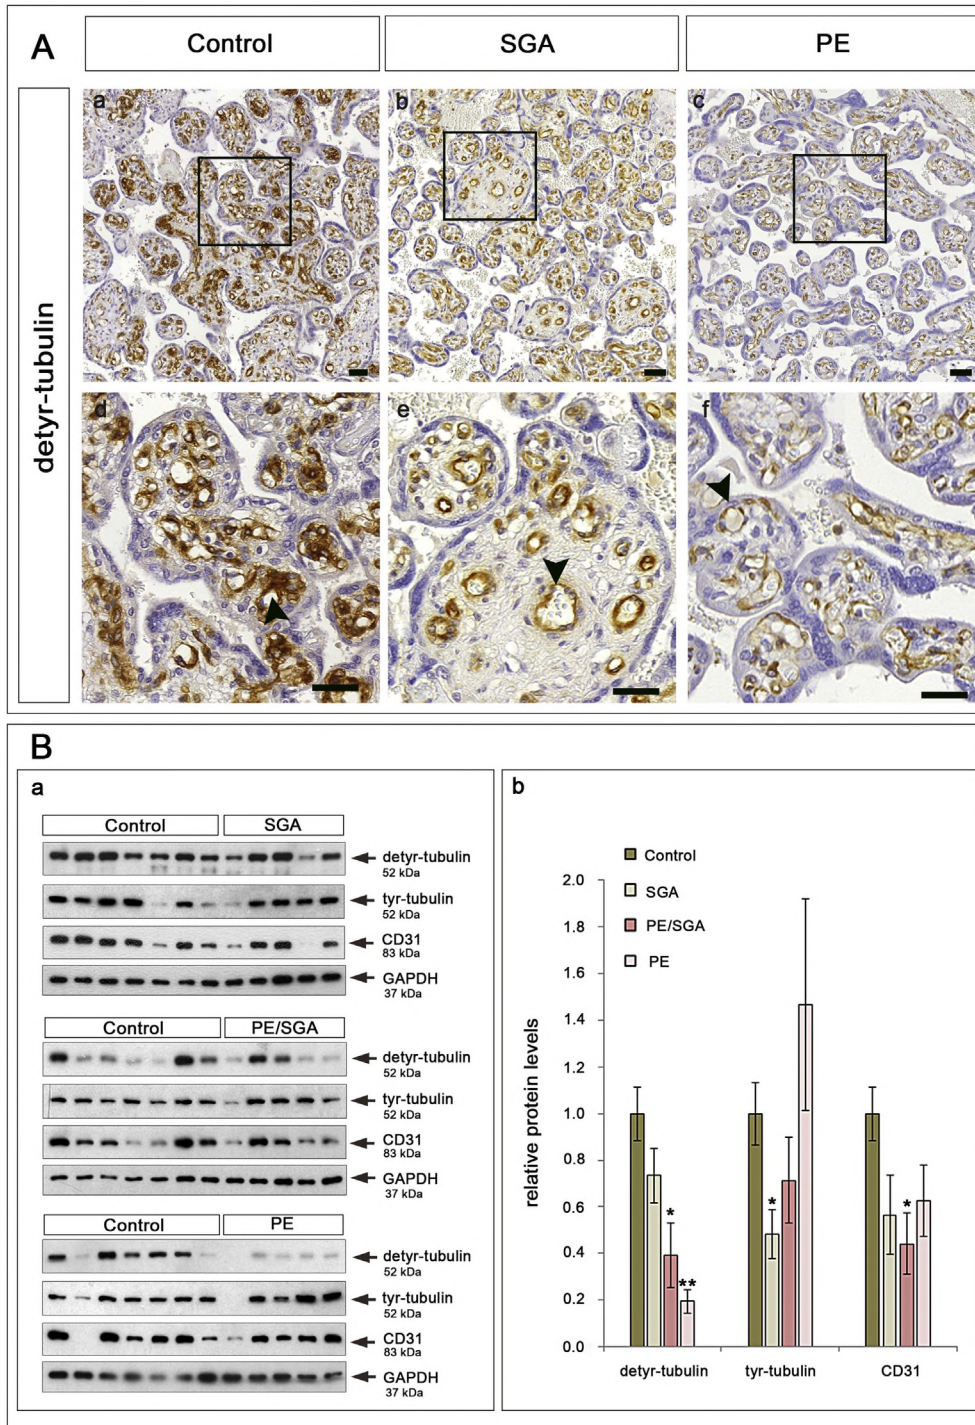 A
Control
SGA
PE
detyr-tubulin
a
b
c
d
e
f
B
a
Control
SGA
detyr-tubulin
52 kDa
tyr-tubulin
52 kDa
CD31
83 kDa
GAPDH
37 kDa
Control
PE/SGA
detyr-tubulin
52 kDa
tyr-tubulin
52 kDa
CD31
83 kDa
GAPDH
37 kDa
Control
PE
detyr-tubulin
52 kDa
tyr-tubulin
52 kDa
CD31
83 kDa
GAPDH
37 kDa
b
Control
SGA
PE/SGA
PE
relative protein levels
2.0
1.8
1.6
1.4
1.2
1.0
0.8
0.6
0.4
0.2
0.0
*
**
*
*
detyr-tubulin
tyr-tubulin
CD31